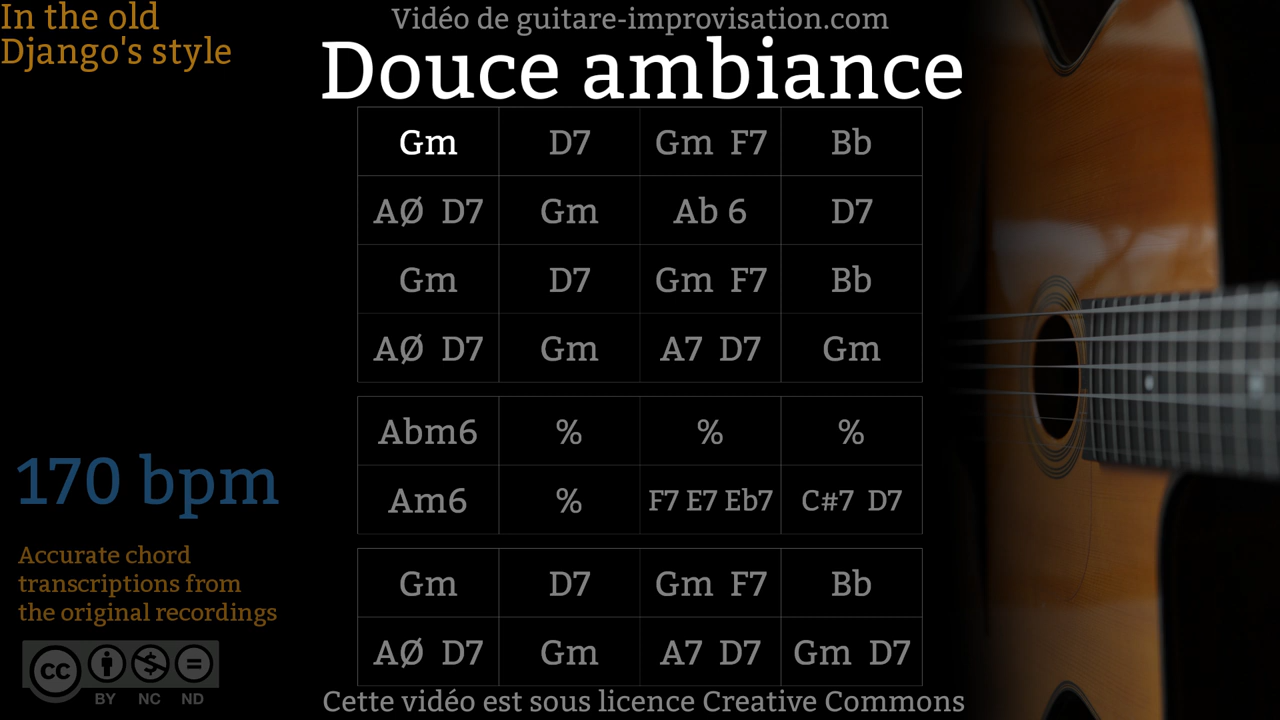 In the old
Django's style
Vidéo de guitare-improvisation.com
Douce ambiance
Gm D7 Gm F7 Bb
AØ D7 Gm Ab 6 D7
Gm D7 Gm F7 Bb
AØ D7 Gm A7 D7 Gm
Abm6 % % %
Am6 % F7 E7 Eb7 C#7 D7
Gm D7 Gm F7 Bb
AØ D7 Gm A7 D7 Gm D7
170 bpm
Accurate chord
transcriptions from
the original recordings
cc
BY NC ND
Cette vidéo est sous licence Creative Commons